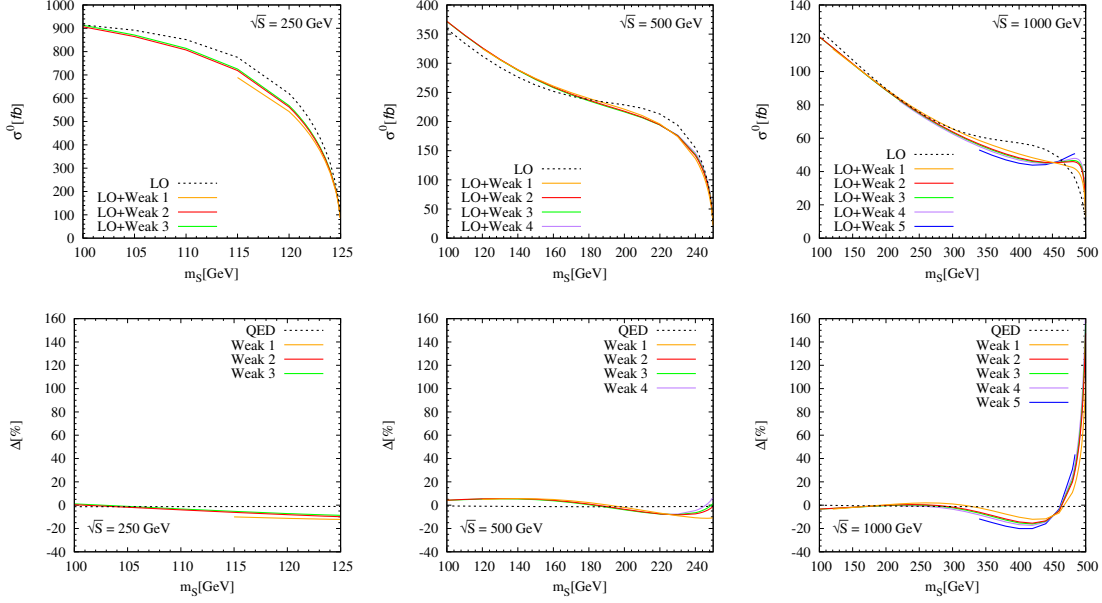 σ⁰[fb]
1000
900
800
700
600
500
400
300
200
100
0
√S = 250 GeV
LO
LO+Weak 1
LO+Weak 2
LO+Weak 3
100 105 110 115 120 125
m_S[GeV]
σ⁰[fb]
400
350
300
250
200
150
100
50
0
√S = 500 GeV
LO
LO+Weak 1
LO+Weak 2
LO+Weak 3
LO+Weak 4
100 120 140 160 180 200 220 240
m_S[GeV]
σ⁰[fb]
140
120
100
80
60
40
20
0
√S = 1000 GeV
LO
LO+Weak 1
LO+Weak 2
LO+Weak 3
LO+Weak 4
LO+Weak 5
100 150 200 250 300 350 400 450 500
m_S[GeV]
Δ[%]
160
140
120
100
80
60
40
20
0
-20
-40
QED
Weak 1
Weak 2
Weak 3
√S = 250 GeV
100 105 110 115 120 125
m_S[GeV]
Δ[%]
160
140
120
100
80
60
40
20
0
-20
-40
QED
Weak 1
Weak 2
Weak 3
Weak 4
√S = 500 GeV
100 120 140 160 180 200 220 240
m_S[GeV]
Δ[%]
160
140
120
100
80
60
40
20
0
-20
-40
QED
Weak 1
Weak 2
Weak 3
Weak 4
Weak 5
√S = 1000 GeV
100 150 200 250 300 350 400 450 500
m_S[GeV]